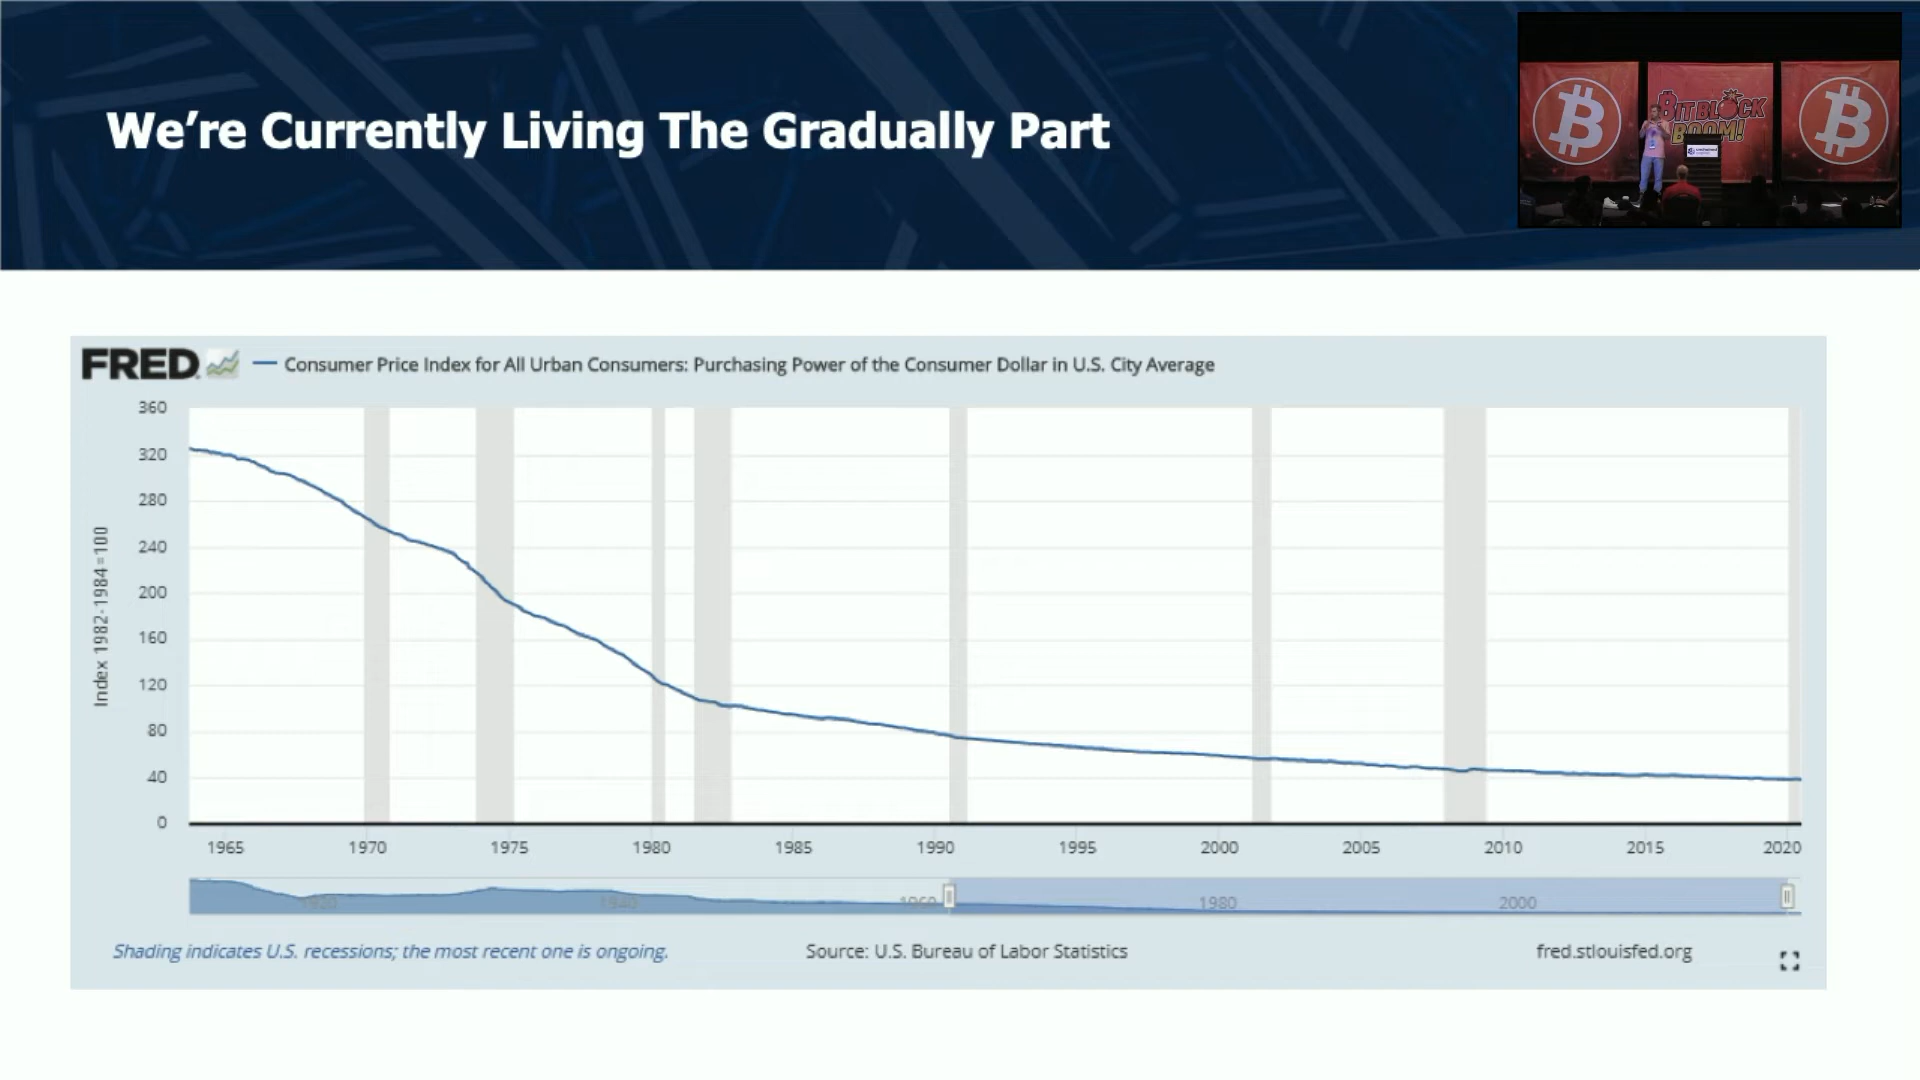 We're Currently Living The Gradually Part
BITBLOCK
BOOM!
FRED
Consumer Price Index for All Urban Consumers: Purchasing Power of the Consumer Dollar in U.S. City Average
Index 1982-1984=100
360
320
280
240
200
160
120
80
40
0
1965 1970 1975 1980 1985 1990 1995 2000 2005 2010 2015 2020
1920 1940 1960 1980 2000
Shading indicates U.S. recessions; the most recent one is ongoing.
Source: U.S. Bureau of Labor Statistics
fred.stlouisfed.org